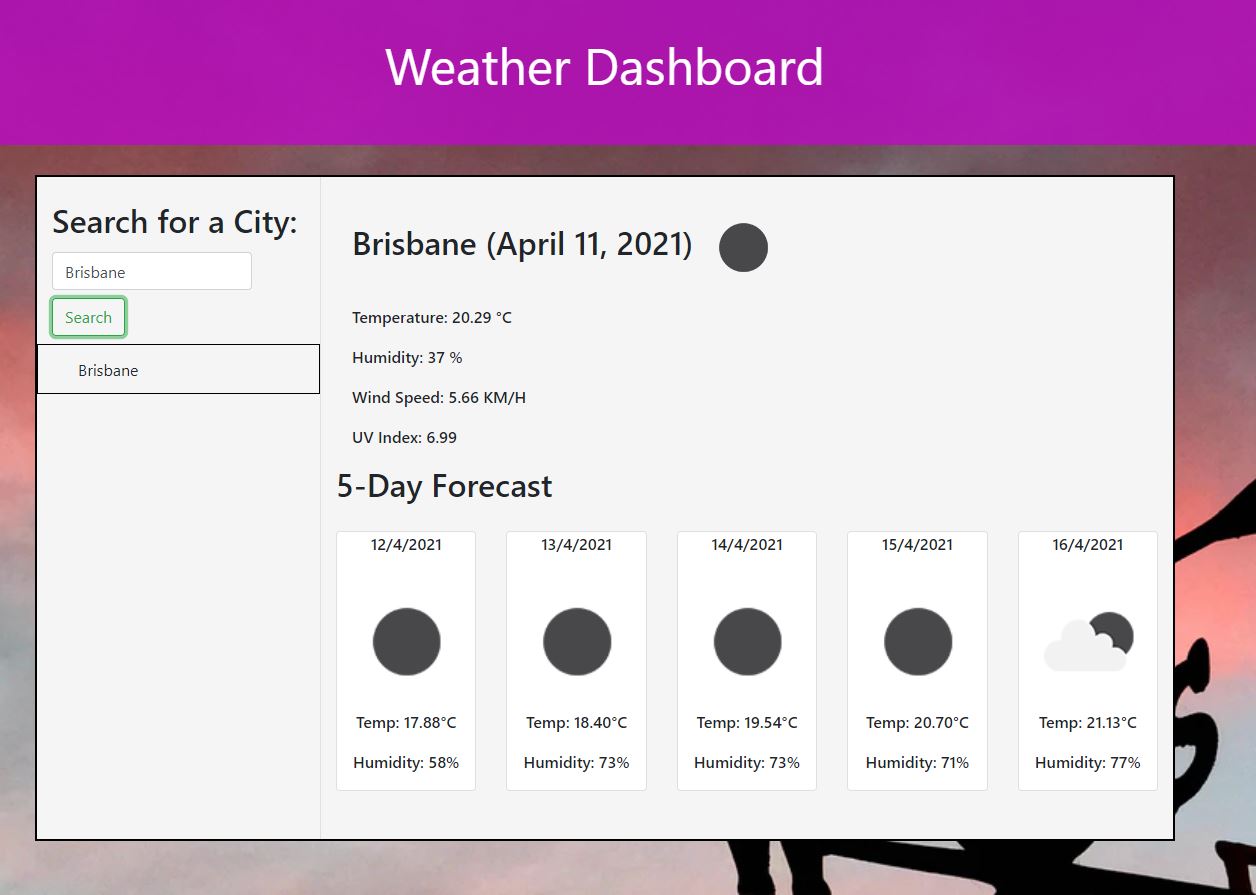 Weather Dashboard
Search for a City:
Brisbane
Search
Brisbane
Brisbane (April 11, 2021)
Temperature: 20.29 °C
Humidity: 37 %
Wind Speed: 5.66 KM/H
UV Index: 6.99
5-Day Forecast
12/4/2021
Temp: 17.88°C
Humidity: 58%
13/4/2021
Temp: 18.40°C
Humidity: 73%
14/4/2021
Temp: 19.54°C
Humidity: 73%
15/4/2021
Temp: 20.70°C
Humidity: 71%
16/4/2021
Temp: 21.13°C
Humidity: 77%